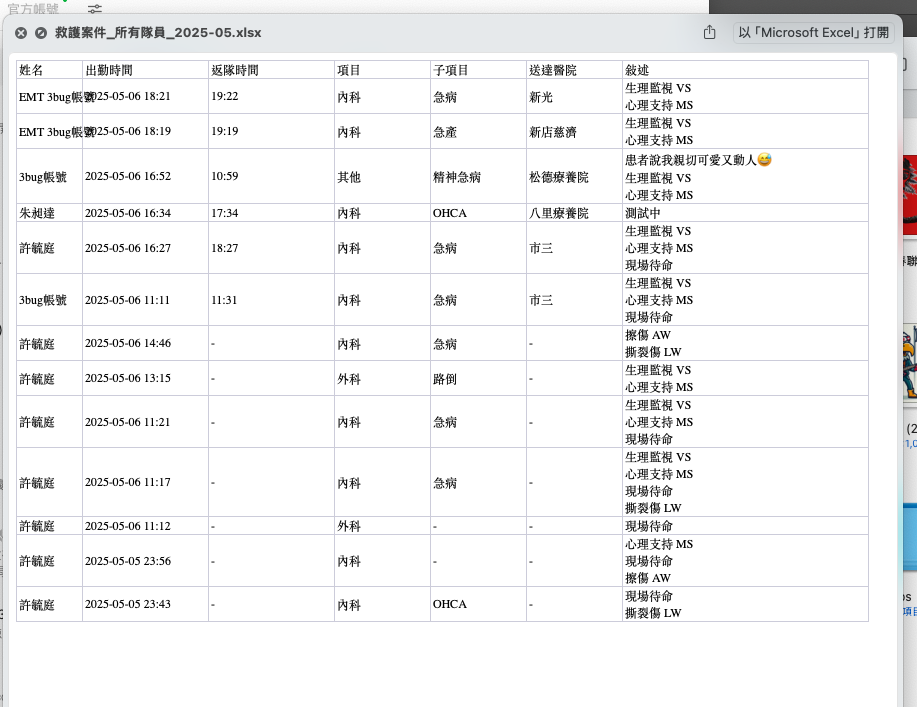 官方帳號
救護案件_所有隊員_2025-05.xlsx
以「Microsoft Excel」打開
姓名 出勤時間 返隊時間 項目 子項目 送達醫院 敍述
EMT 3bug帳號 2025-05-06 18:21 19:22 內科 急病 新光 生理監視 VS
心理支持 MS
EMT 3bug帳號 2025-05-06 18:19 19:19 內科 急產 新店慈濟 生理監視 VS
心理支持 MS
3bug帳號 2025-05-06 16:52 10:59 其他 精神急病 松德療養院 患者說我親切可愛又動人😅
生理監視 VS
心理支持 MS
朱昶達 2025-05-06 16:34 17:34 內科 OHCA 八里療養院 測試中
許毓庭 2025-05-06 16:27 18:27 內科 急病 市三 生理監視 VS
心理支持 MS
現場待命
3bug帳號 2025-05-06 11:11 11:31 內科 急病 市三 生理監視 VS
心理支持 MS
現場待命
許毓庭 2025-05-06 14:46 - 內科 急病 - 擦傷 AW
撕裂傷 LW
許毓庭 2025-05-06 13:15 - 外科 路倒 - 生理監視 VS
心理支持 MS
許毓庭 2025-05-06 11:21 - 內科 急病 - 生理監視 VS
心理支持 MS
現場待命
許毓庭 2025-05-06 11:17 - 內科 急病 - 生理監視 VS
心理支持 MS
現場待命
撕裂傷 LW
許毓庭 2025-05-06 11:12 - 外科 - - 現場待命
許毓庭 2025-05-05 23:56 - 內科 - - 心理支持 MS
現場待命
擦傷 AW
許毓庭 2025-05-05 23:43 - 內科 OHCA - 現場待命
撕裂傷 LW